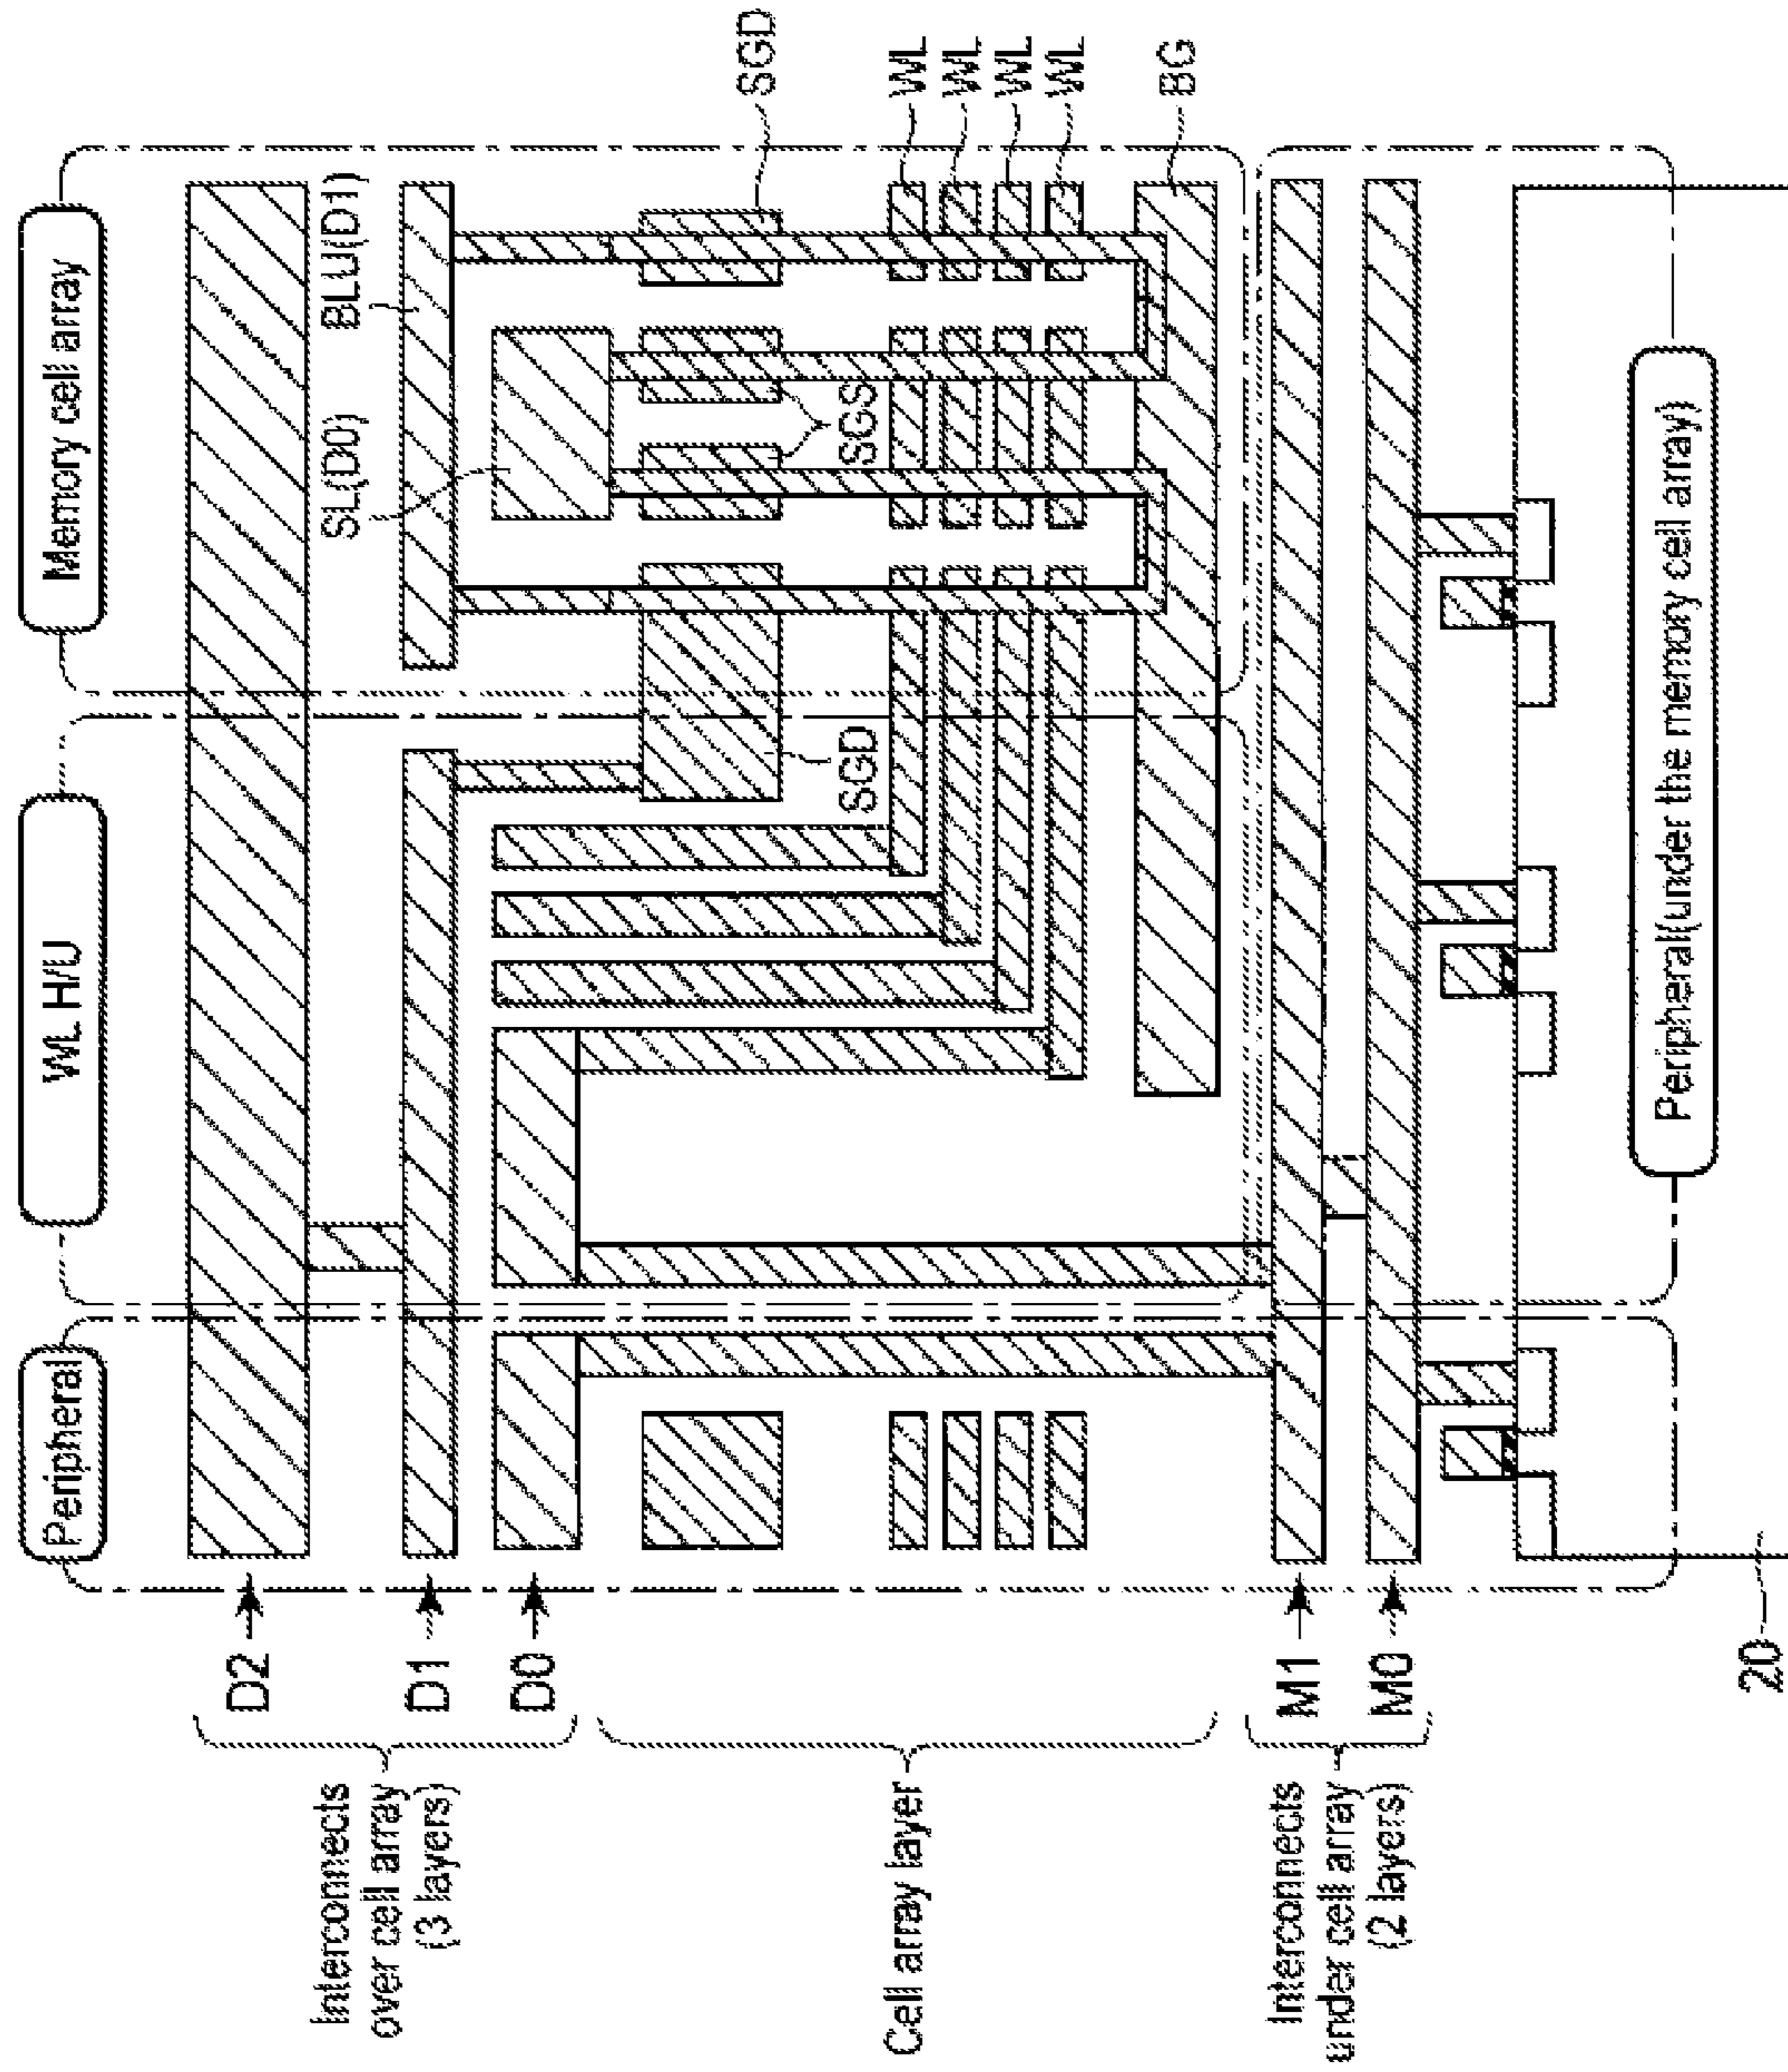 Peripheral
WL H/U
Memory cell array
D2
D1
D0
Interconnects
over cell array
(3 layers)
SL(D0)
BLU(D1)
SGD
SGD
SGS
WL
WL
WL
WL
BG
Cell array layer
M1
M0
Interconnects
under cell array
(2 layers)
Peripheral(under the memory cell array)
20